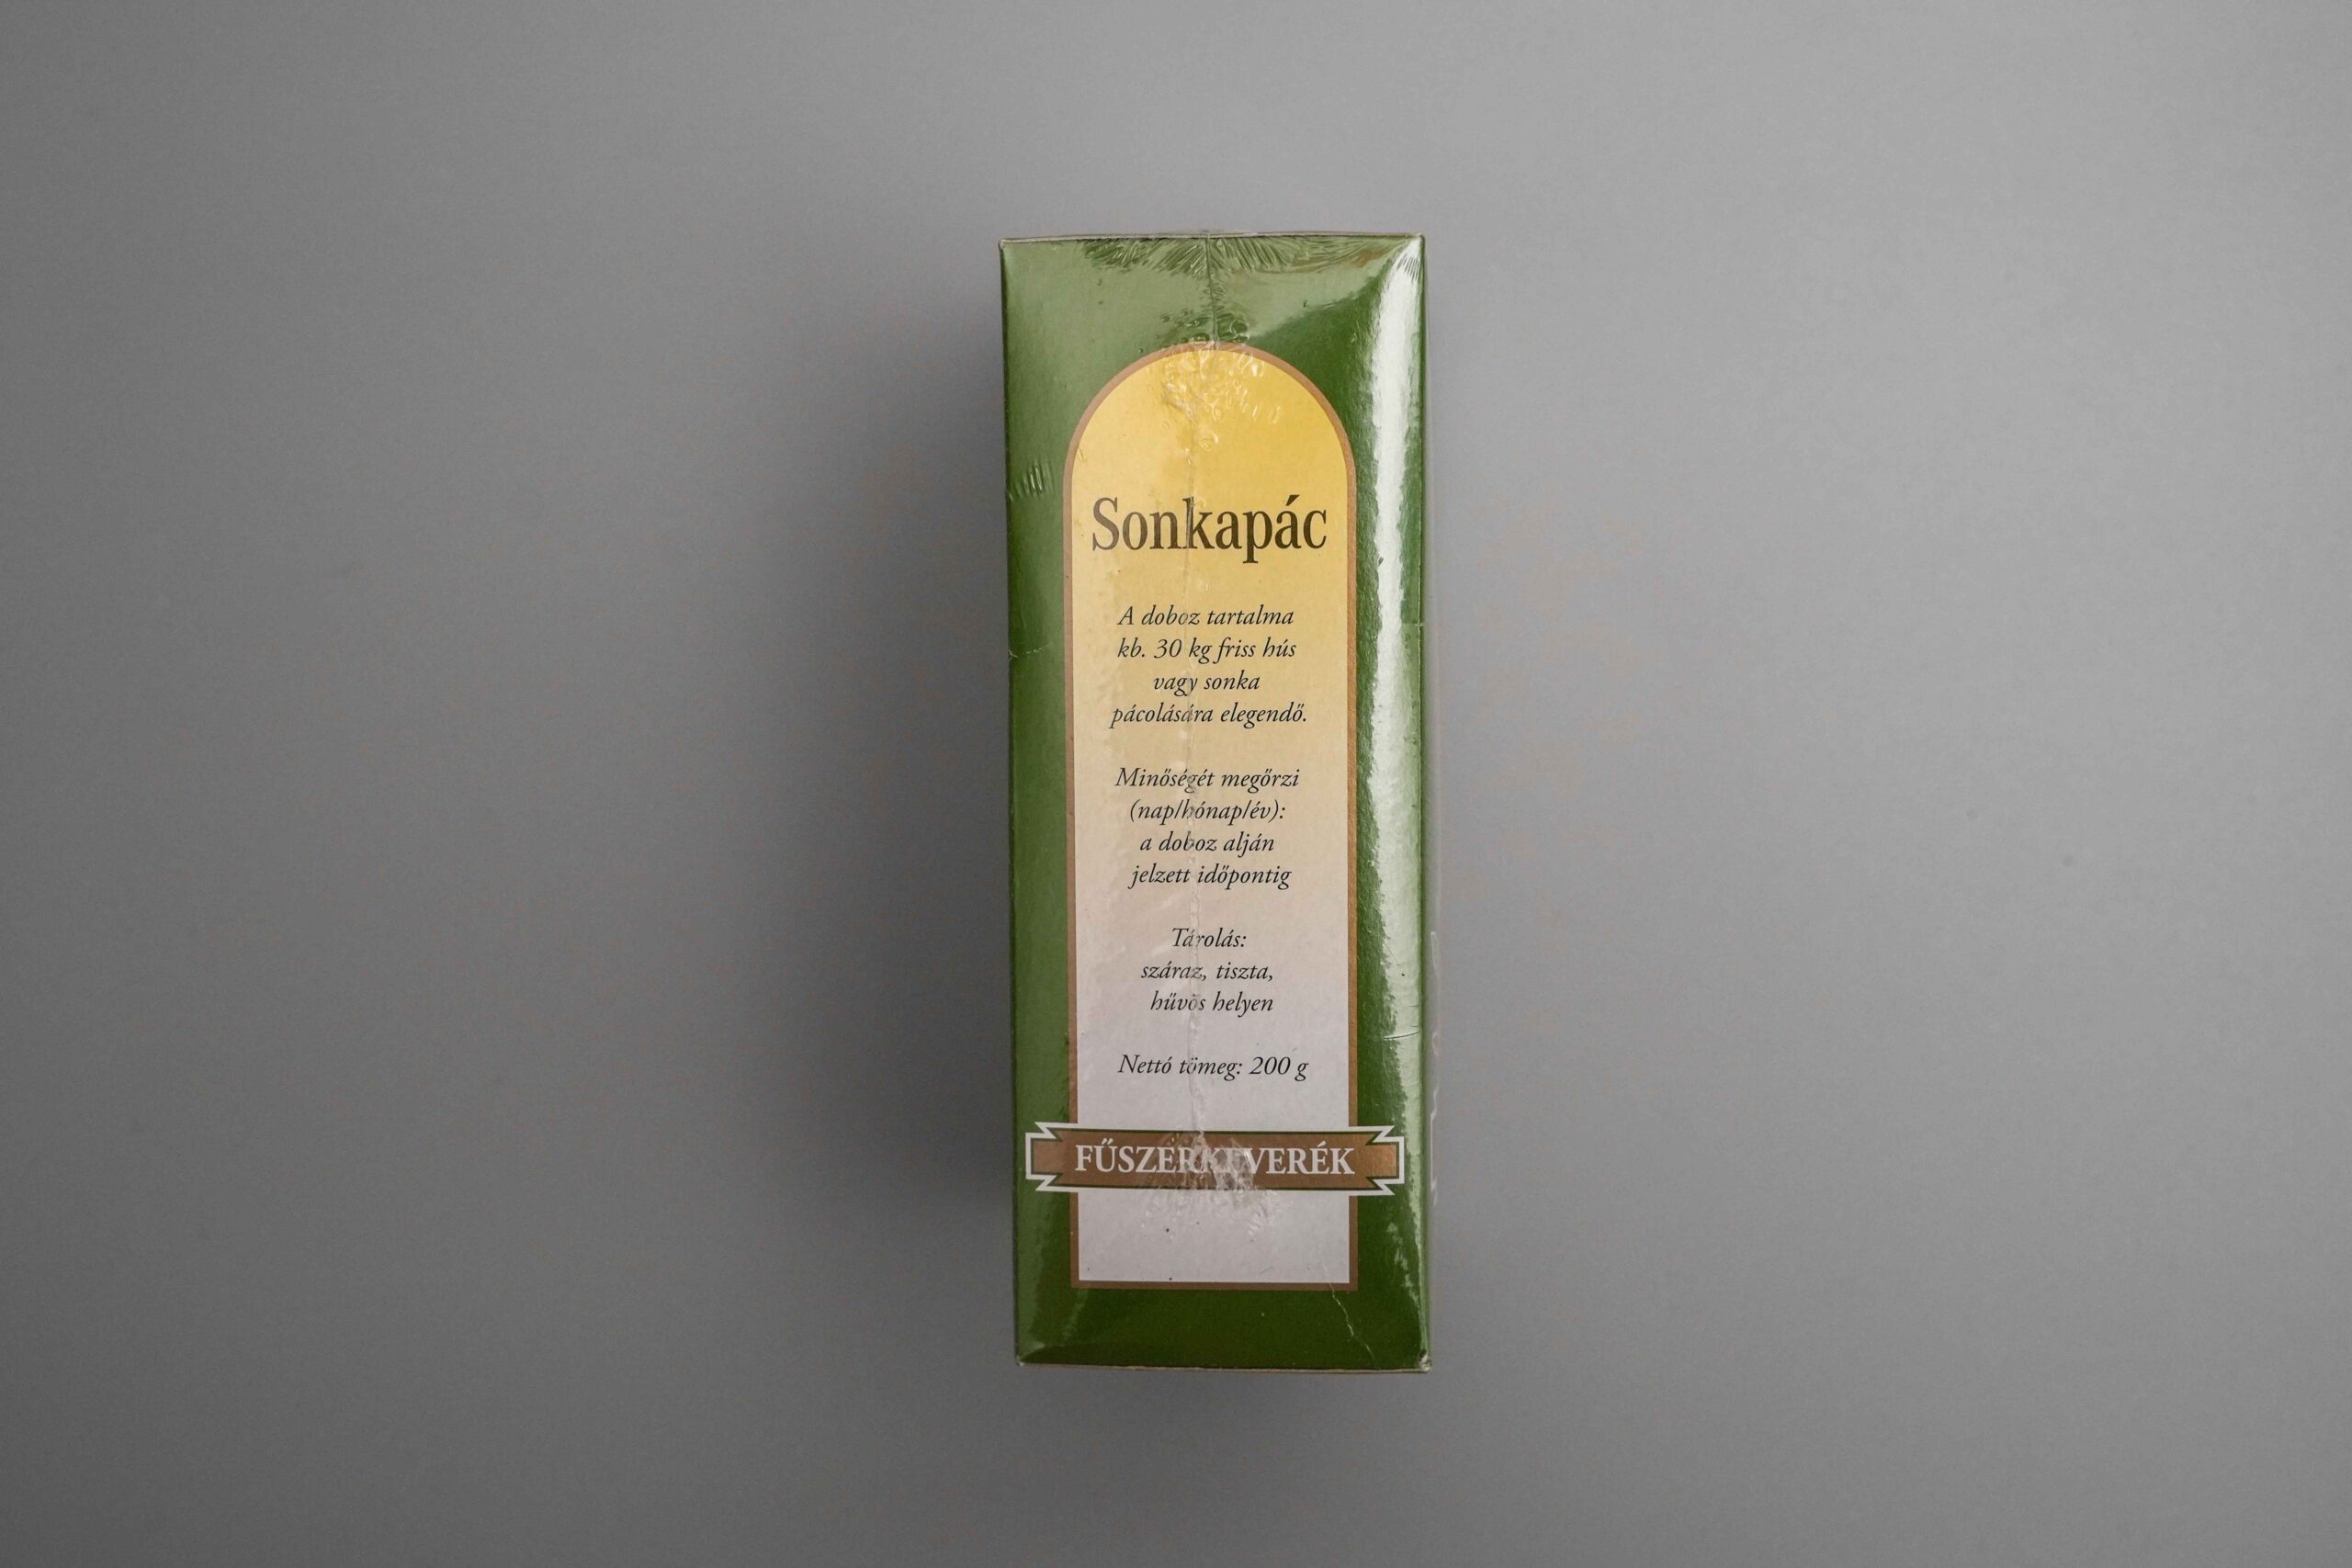 Sonkapác
A doboz tartalma
kb. 30 kg friss hús
vagy sonka
pácolására elegendő.
Minőségét megőrzi
(nap/hónap/év):
a doboz alján
jelzett időpontig
Tárolás:
száraz, tiszta,
hűvös helyen
Nettó tömeg: 200 g
FŰSZERKEVERÉK